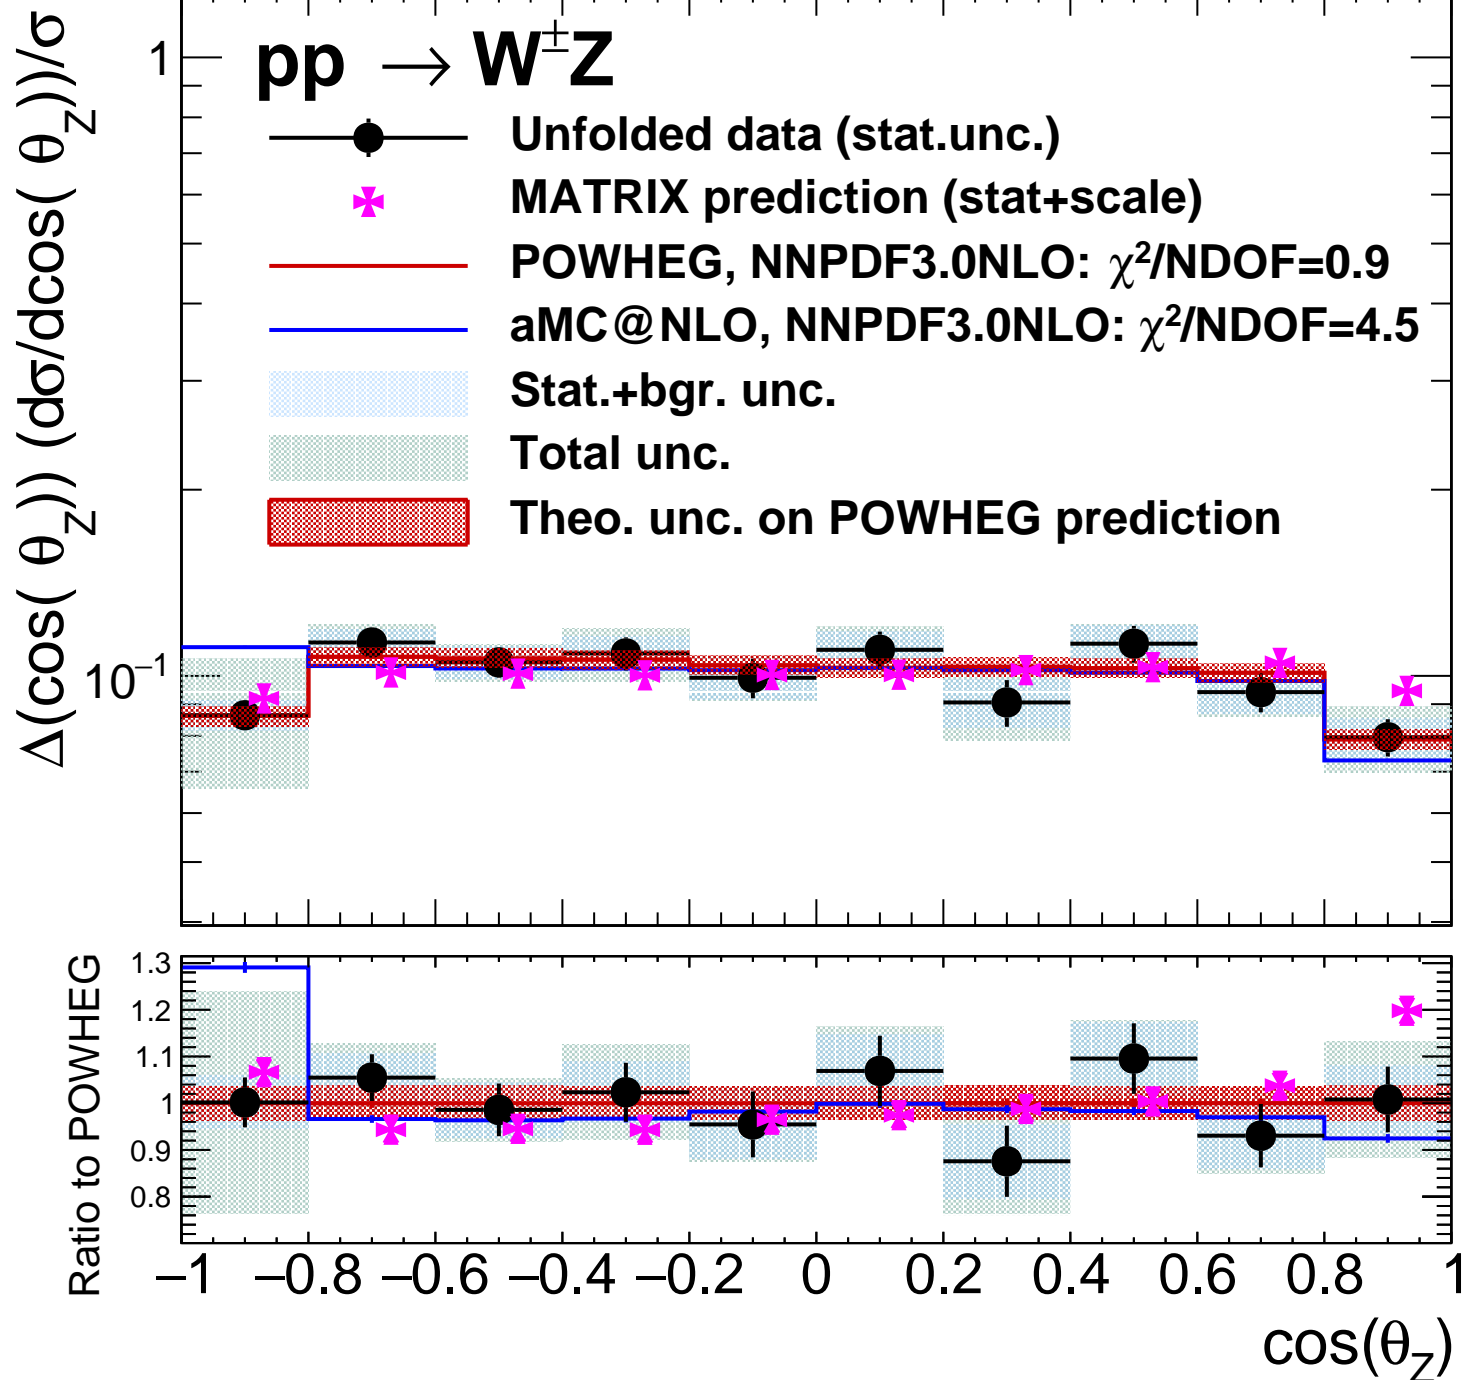 Δ(cos( θZ)) (dσ/dcos( θZ))/σ
1
10⁻¹
pp → W±Z
Unfolded data (stat.unc.)
MATRIX prediction (stat+scale)
POWHEG, NNPDF3.0NLO: χ²/NDOF=0.9
aMC@NLO, NNPDF3.0NLO: χ²/NDOF=4.5
Stat.+bgr. unc.
Total unc.
Theo. unc. on POWHEG prediction
Ratio to POWHEG
1.3
1.2
1.1
1
0.9
0.8
−1 −0.8 −0.6 −0.4 −0.2 0 0.2 0.4 0.6 0.8 1
cos(θZ)